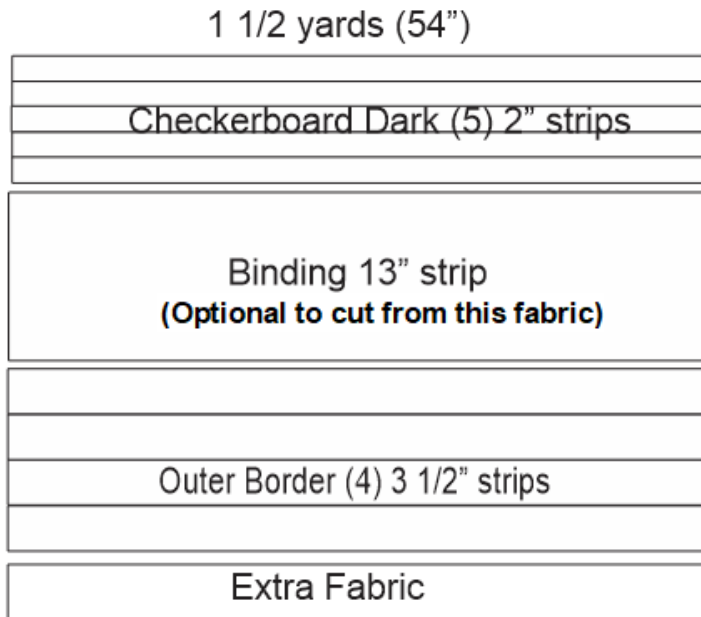 1 1/2 yards (54”)
Checkerboard Dark (5) 2” strips
Binding 13” strip
(Optional to cut from this fabric)
Outer Border (4) 3 1/2” strips
Extra Fabric